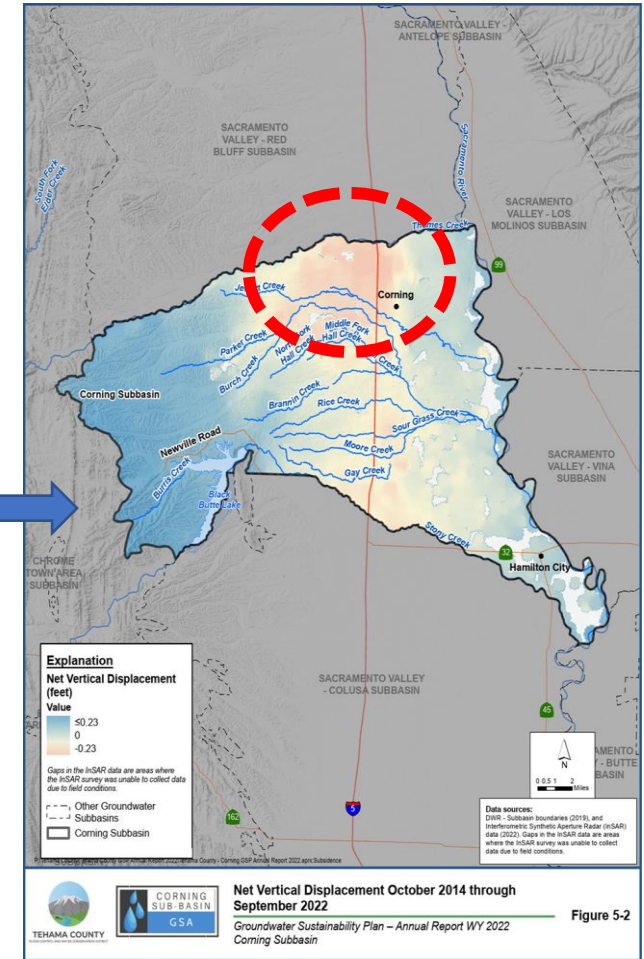 SACRAMENTO VALLEY -
ANTELOPE SUBBASIN
SACRAMENTO
VALLEY - RED
BLUFF SUBBASIN
South Fork
Elder Creek
Sacramento River
SACRAMENTO
VALLEY - LOS
MOLINOS SUBBASIN
Thomes Creek
99
Jewett Creek
Corning
Parker Creek
Burch Creek
North Fork
Hall Creek
Middle Fork
Hall Creek
Creek
Corning Subbasin
Brannin Creek
Rice Creek
Sour Grass Creek
Newville Road
Moore Creek
Gay Creek
Burris Creek
Black
Butte Lake
SACRAMENTO
VALLEY - VINA
SUBBASIN
Stony Creek
32
Hamilton City
CHROME
TOWN AREA
SUBBASIN
SACRAMENTO VALLEY
- COLUSA SUBBASIN
45
5
162
Explanation
Net Vertical Displacement
(feet)
Value
≤0.23
0
-0.23
Gaps in the InSAR data are areas where
the InSAR survey was unable to collect data
due to field conditions.
Other Groundwater
Subbasins
Corning Subbasin
N
0 0.5 1 2
Miles
Data sources:
DWR - Subbasin boundaries (2019), and
Interferometric Synthetic Aperture Radar (InSAR)
data (2022). Gaps in the InSAR data are areas
where the InSAR survey was unable to collect
data due to field conditions.
TEHAMA COUNTY
CORNING
SUB-BASIN
GSA
Net Vertical Displacement October 2014 through
September 2022
Groundwater Sustainability Plan – Annual Report WY 2022
Corning Subbasin
Figure 5-2